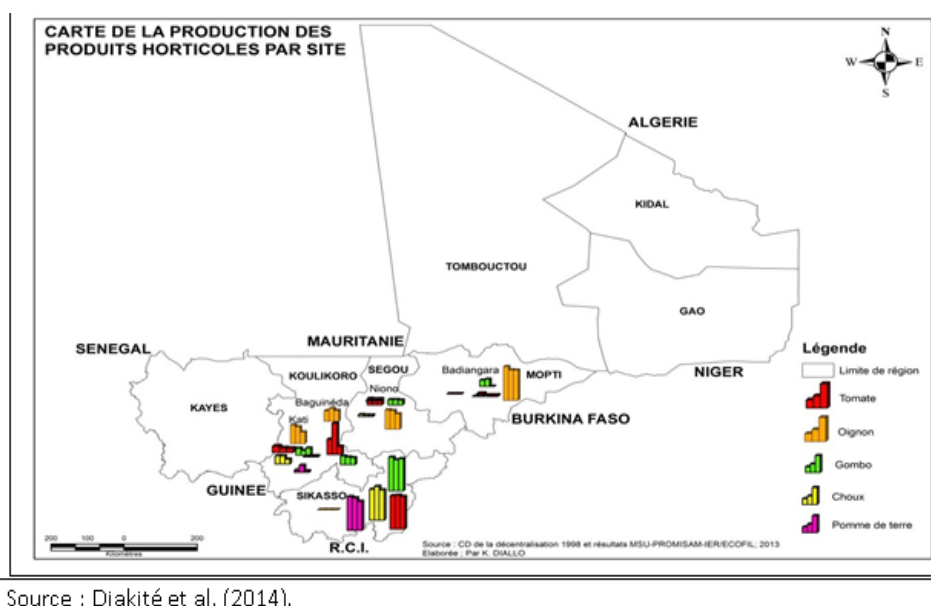 CARTE DE LA PRODUCTION DES
PRODUITS HORTICOLES PAR SITE
N
W
E
S
ALGERIE
KIDAL
TOMBOUCTOU
GAO
MAURITANIE
SENEGAL
SEGOU
KOULIKORO
Niono
Badiangara
MOPTI
NIGER
KAYES
Baguinéda
Kati
BURKINA FASO
GUINEE
SIKASSO
R.C.I.
Légende
Limite de région
Tomate
Oignon
Gombo
Choux
Pomme de terre
200 100 0 200
Kilomètres
Source : CD de la décentralisation 1998 et résultats MSU-PROMISAM-IER/ECOFIL; 2013
Elaborée ; Par K. DIALLO
Source : Diakité et al. (2014).